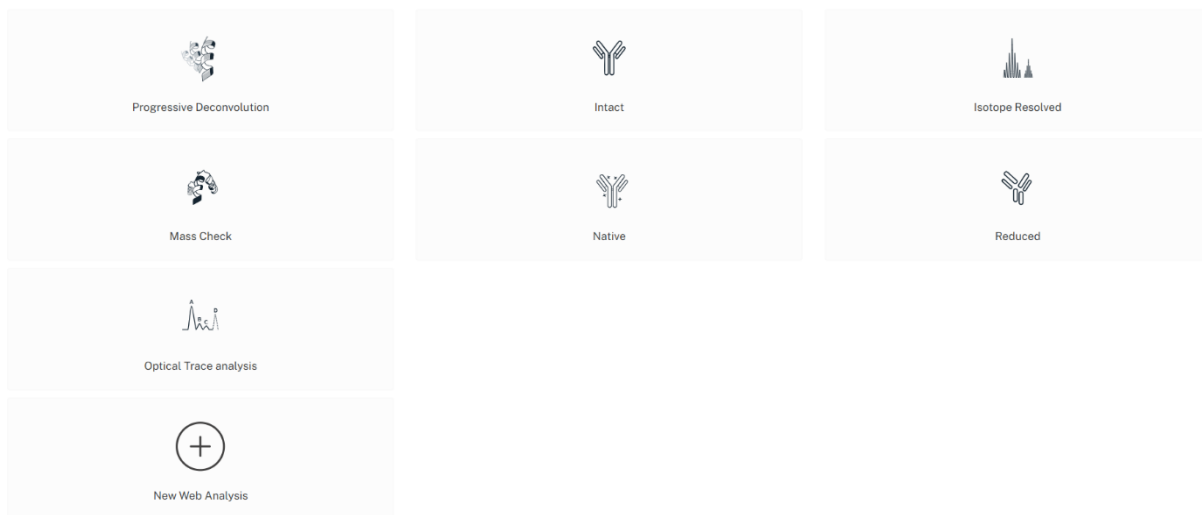 Progressive Deconvolution
Intact
Isotope Resolved
Mass Check
Native
Reduced
A
B
C
D
Optical Trace analysis
New Web Analysis